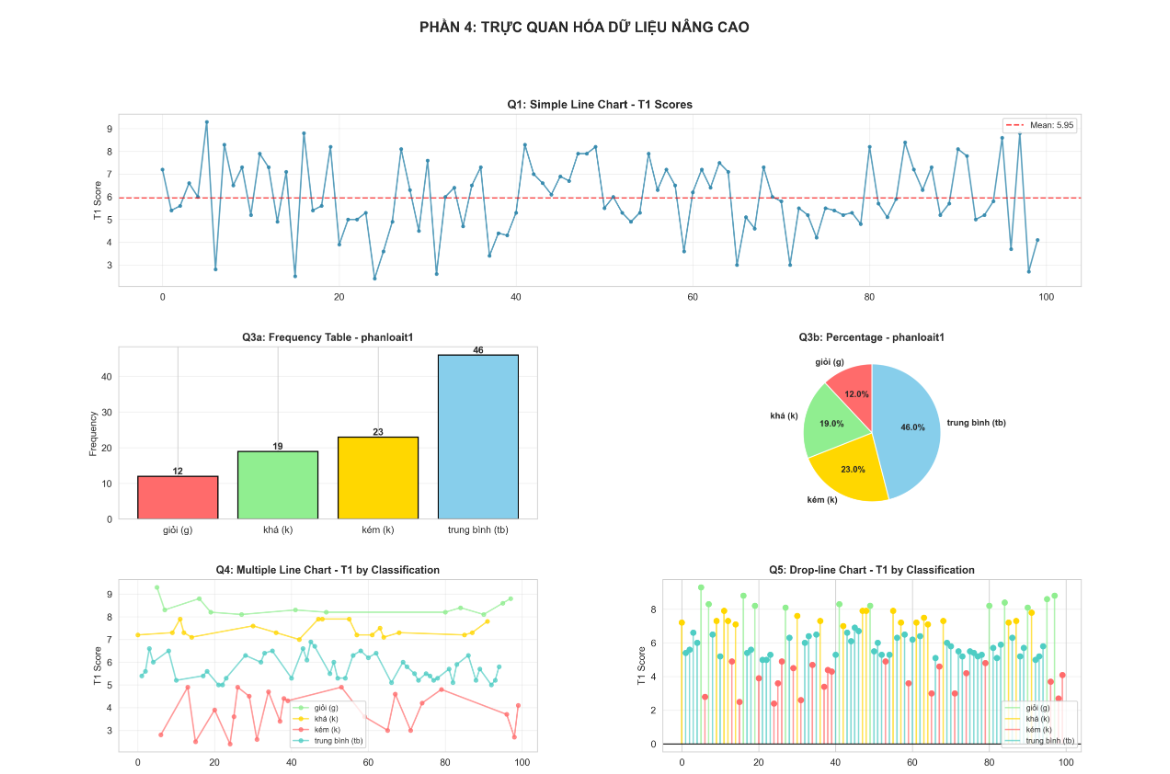 PHẦN 4: TRỰC QUAN HÓA DỮ LIỆU NÂNG CAO
Q1: Simple Line Chart - T1 Scores
T1 Score
9
8
7
6
5
4
3
Mean: 5.95
0 20 40 60 80 100
Q3a: Frequency Table - phanloait1
Frequency
40
30
20
10
0
12
19
23
46
giỏi (g) khá (k) kém (k) trung bình (tb)
Q3b: Percentage - phanloait1
giỏi (g)
12.0%
khá (k)
19.0%
46.0%
trung bình (tb)
23.0%
kém (k)
Q4: Multiple Line Chart - T1 by Classification
T1 Score
9
8
7
6
5
4
3
giỏi (g)
khá (k)
kém (k)
trung bình (tb)
0 20 40 60 80 100
Q5: Drop-line Chart - T1 by Classification
T1 Score
8
6
4
2
0
giỏi (g)
khá (k)
kém (k)
trung bình (tb)
0 20 40 60 80 100